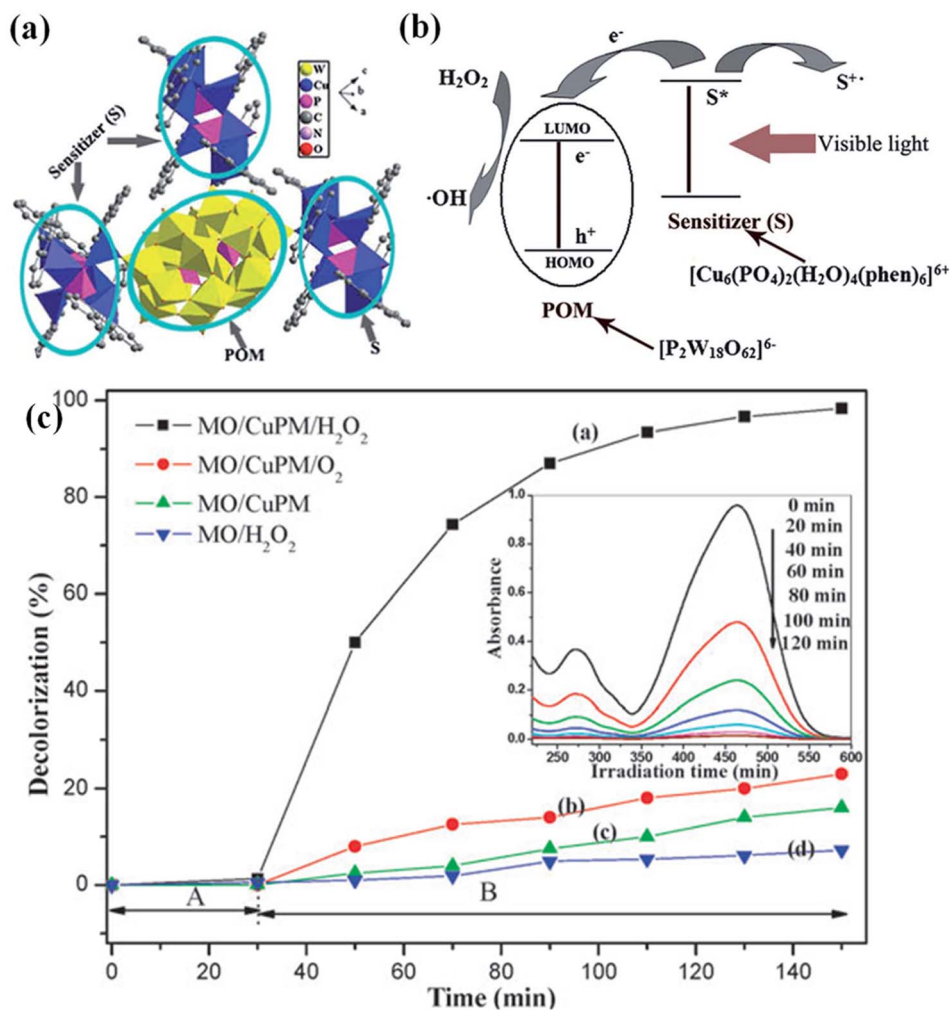 (a)
Sensitizer (S)
W
Cu
P
C
N
O
c
b
a
POM
S
(b)
e⁻
H₂O₂
S*
S⁺·
LUMO
e⁻
Visible light
·OH
h⁺
HOMO
Sensitizer (S)
[Cu₆(PO₄)₂(H₂O)₄(phen)₆]⁶⁺
POM
[P₂W₁₈O₆₂]⁶⁻
(c)
100
80
60
40
20
0
Decolorization (%)
MO/CuPM/H₂O₂
MO/CuPM/O₂
MO/CuPM
MO/H₂O₂
(a)
(b)
(c)
(d)
1.0
0.8
0.6
0.4
0.2
0.0
Absorbance
0 min
20 min
40 min
60 min
80 min
100 min
120 min
250 300 350 400 450 500 550 600
Irradiation time (min)
A
B
0 20 40 60 80 100 120 140
Time (min)